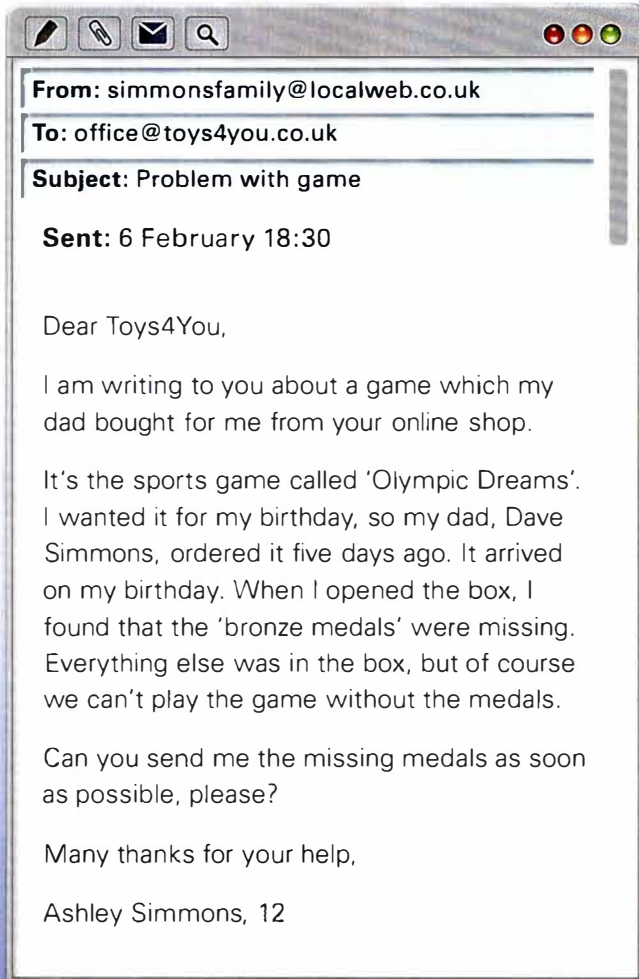 From: simmonsfamily@localweb.co.uk
To: office@toys4you.co.uk
Subject: Problem with game
Sent: 6 February 18:30
Dear Toys4You,
I am writing to you about a game which my
dad bought for me from your online shop.
It's the sports game called 'Olympic Dreams'.
I wanted it for my birthday, so my dad, Dave
Simmons, ordered it five days ago. It arrived
on my birthday. When I opened the box, I
found that the 'bronze medals' were missing.
Everything else was in the box, but of course
we can't play the game without the medals.
Can you send me the missing medals as soon
as possible, please?
Many thanks for your help,
Ashley Simmons, 12